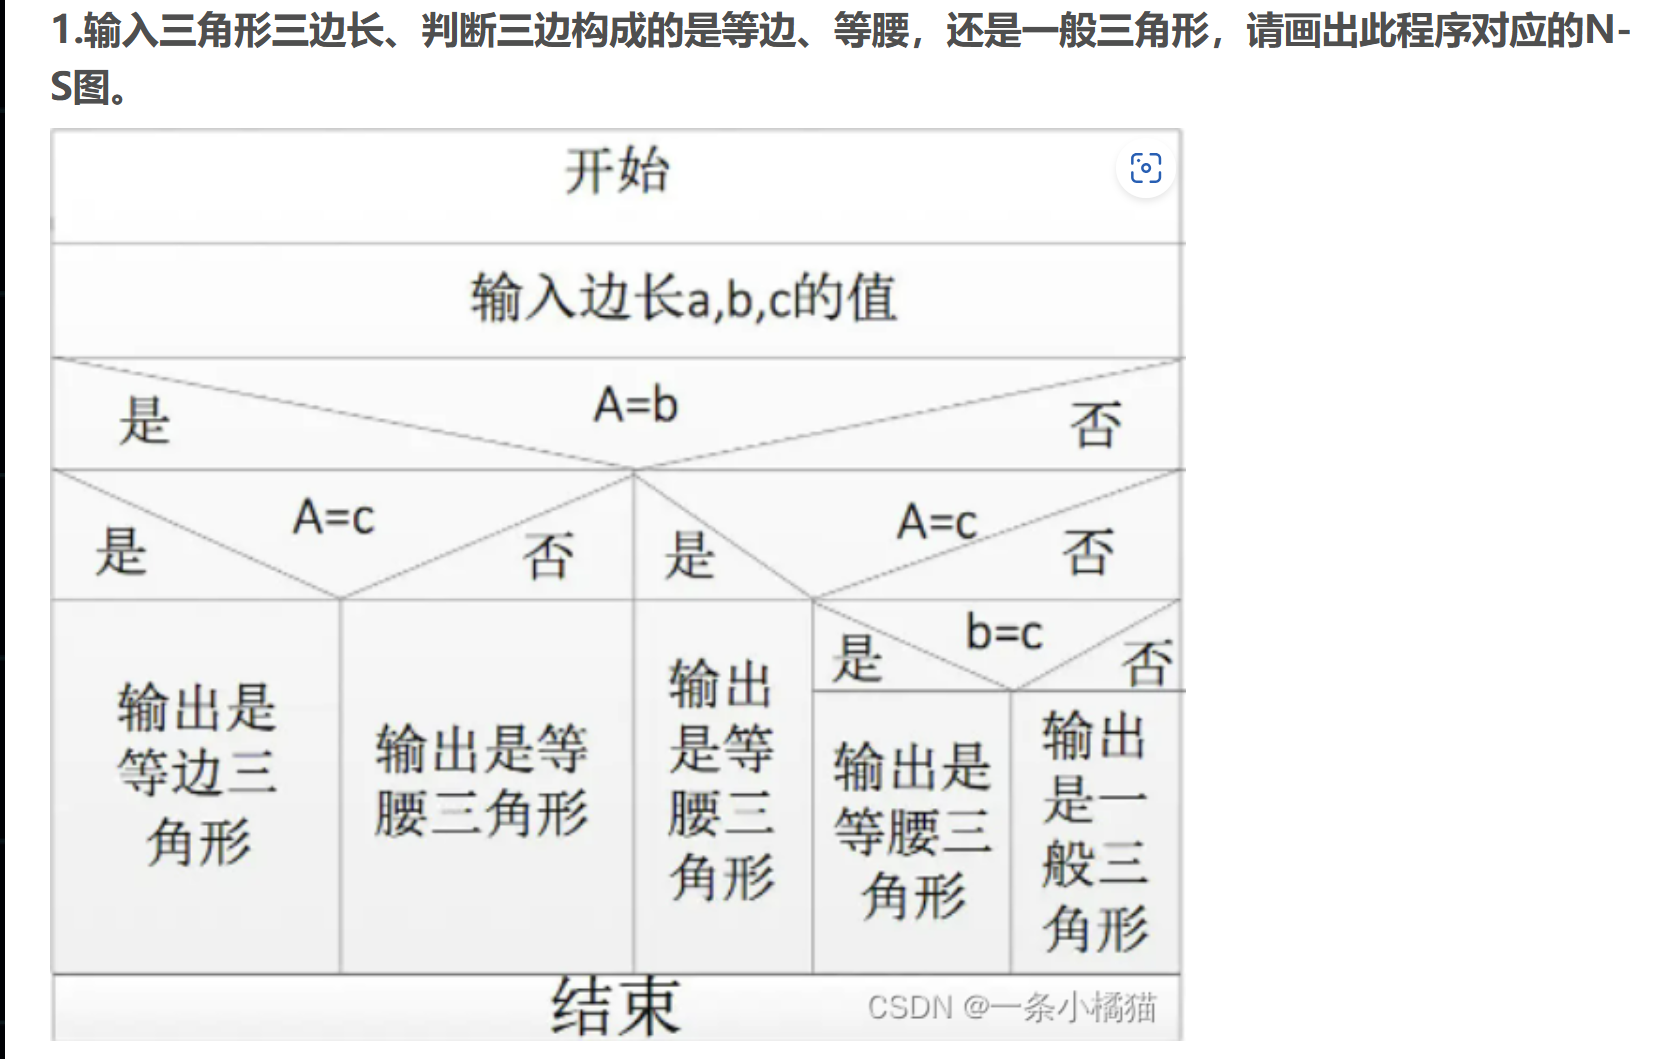 1.输入三角形三边长、判断三边构成的是等边、等腰，还是一般三角形，请画出此程序对应的N-
S图。
开始
输入边长a,b,c的值
A=b
是
否
A=c
是
否
A=c
是
否
b=c
是
否
输出是
等边三
角形
输出是等
腰三角形
输出
是等
腰三
角形
输出是
等腰三
角形
输出
是一
般三
角形
结束
CSDN @一条小橘猫